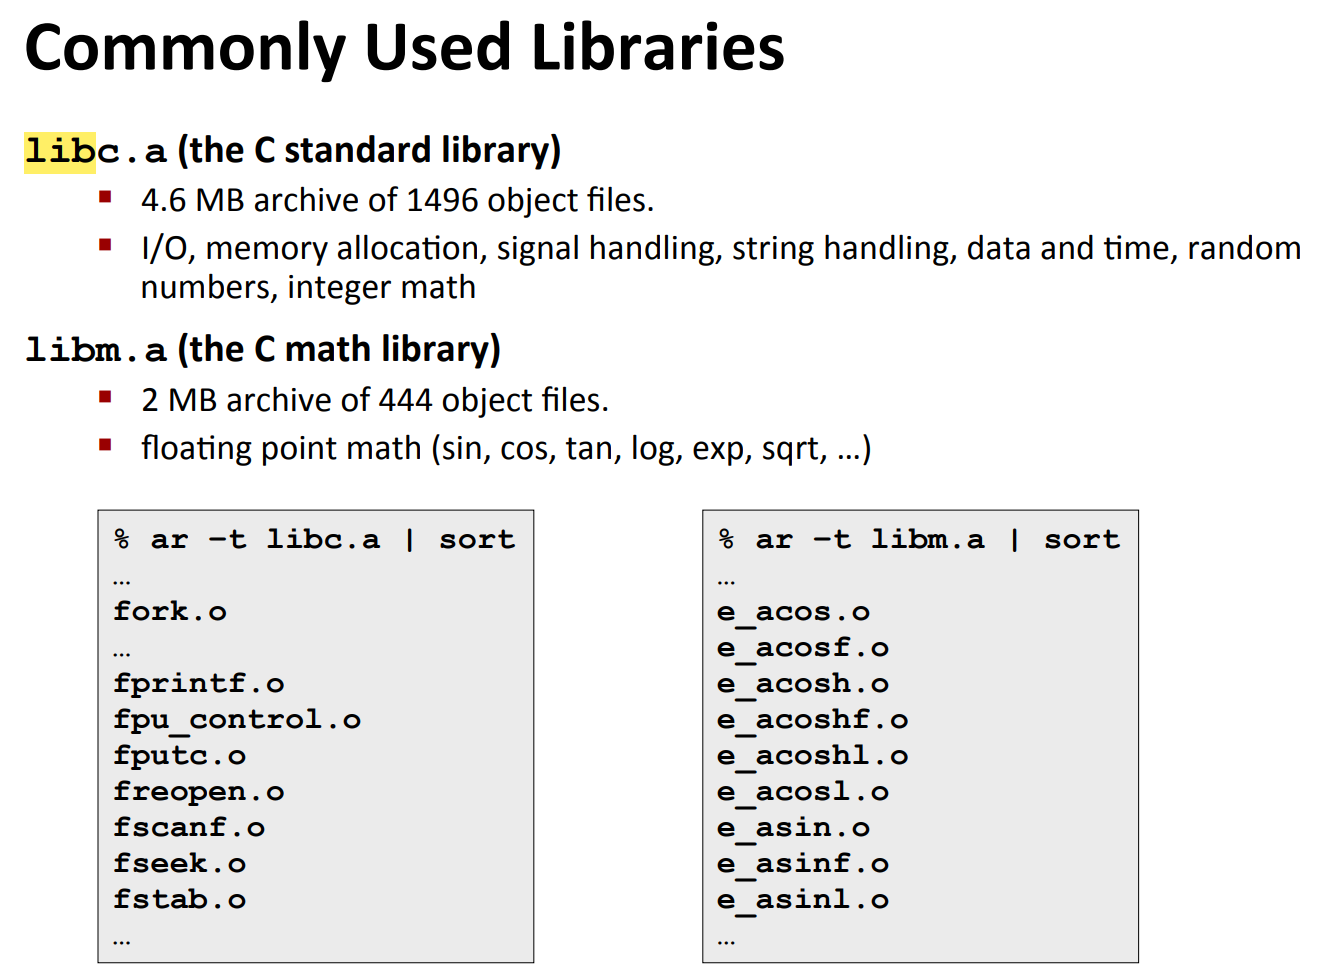 Commonly Used Libraries
libc.a (the C standard library)
▪ 4.6 MB archive of 1496 object files.
▪ I/O, memory allocation, signal handling, string handling, data and time, random
numbers, integer math
libm.a (the C math library)
▪ 2 MB archive of 444 object files.
▪ floating point math (sin, cos, tan, log, exp, sqrt, …)
% ar –t libc.a | sort
…
fork.o
…
fprintf.o
fpu_control.o
fputc.o
freopen.o
fscanf.o
fseek.o
fstab.o
…
% ar –t libm.a | sort
…
e_acos.o
e_acosf.o
e_acosh.o
e_acoshf.o
e_acoshl.o
e_acosl.o
e_asin.o
e_asinf.o
e_asinl.o
…